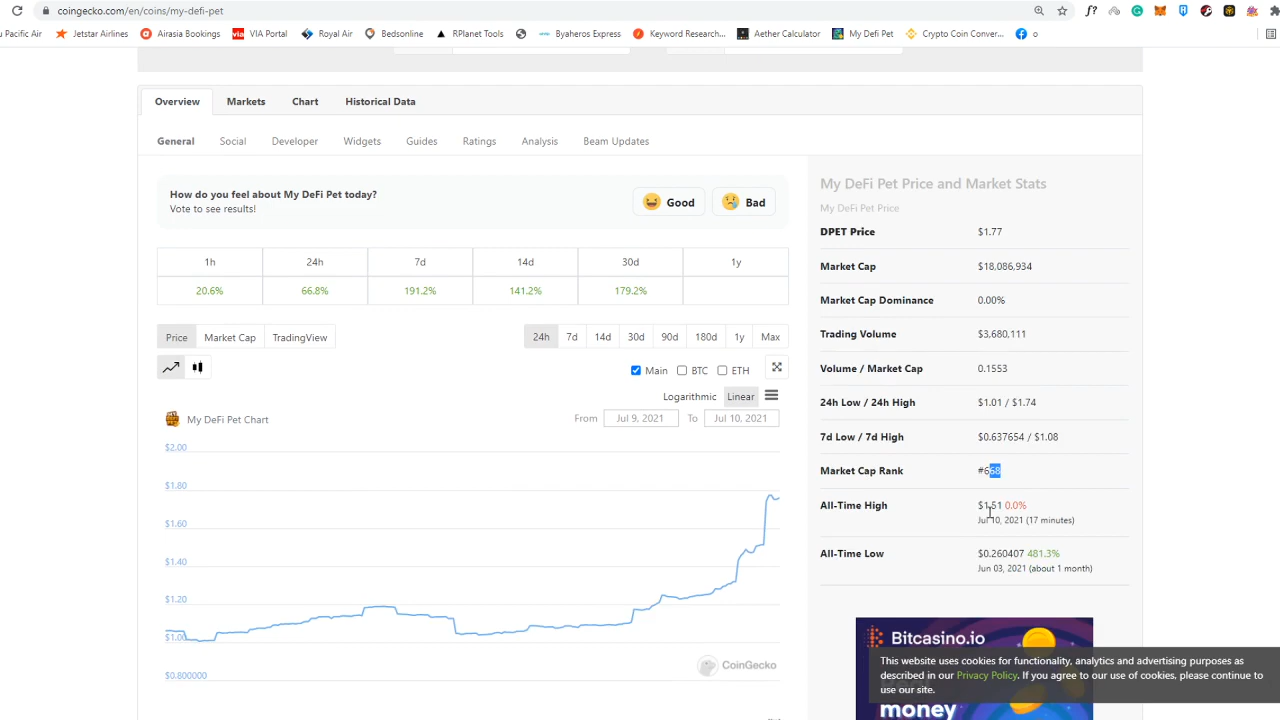 coingecko.com/en/coins/my-defi-pet
u Pacific Air Jetstar Airlines Airasia Bookings VIA Portal Royal Air Bedsonline RPlanet Tools Byaheros Express Keyword Research... Aether Calculator My Defi Pet Crypto Coin Conver... o
Overview Markets Chart Historical Data
General Social Developer Widgets Guides Ratings Analysis Beam Updates
How do you feel about My DeFi Pet today?
Vote to see results!
Good Bad
1h 24h 7d 14d 30d 1y
20.6% 66.8% 191.2% 141.2% 179.2%
Price Market Cap TradingView
24h 7d 14d 30d 90d 180d 1y Max
Main BTC ETH
Logarithmic Linear
My DeFi Pet Chart
From Jul 9, 2021 To Jul 10, 2021
$2.00
$1.80
$1.60
$1.40
$1.20
$1.00
$0.800000
CoinGecko
My DeFi Pet Price and Market Stats
My DeFi Pet Price
DPET Price $1.77
Market Cap $18,086,934
Market Cap Dominance 0.00%
Trading Volume $3,680,111
Volume / Market Cap 0.1553
24h Low / 24h High $1.01 / $1.74
7d Low / 7d High $0.637654 / $1.08
Market Cap Rank #668
All-Time High $1.51 0.0%
Jul 10, 2021 (17 minutes)
All-Time Low $0.260407 481.3%
Jun 03, 2021 (about 1 month)
Bitcasino.io
money
This website uses cookies for functionality, analytics and advertising purposes as
described in our Privacy Policy. If you agree to our use of cookies, please continue to
use our site.